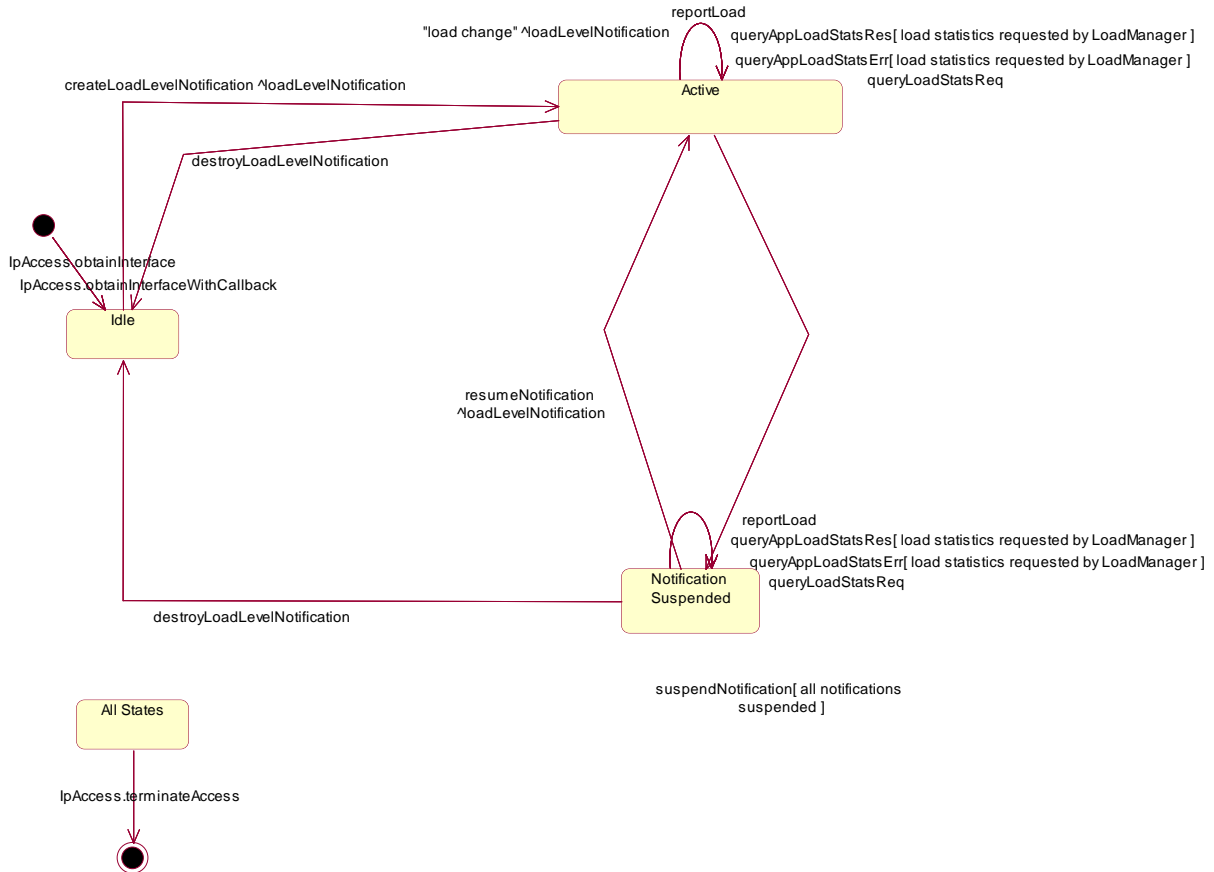 reportLoad
"load change" ^loadLevelNotification
queryAppLoadStatsRes[ load statistics requested by LoadManager ]
queryAppLoadStatsErr[ load statistics requested by LoadManager ]
queryLoadStatsReq
Active
createLoadLevelNotification ^loadLevelNotification
destroyLoadLevelNotification
IpAccess.obtainInterface
IpAccess.obtainInterfaceWithCallback
Idle
resumeNotification
^loadLevelNotification
reportLoad
queryAppLoadStatsRes[ load statistics requested by LoadManager ]
queryAppLoadStatsErr[ load statistics requested by LoadManager ]
queryLoadStatsReq
Notification
Suspended
destroyLoadLevelNotification
suspendNotification[ all notifications
suspended ]
All States
IpAccess.terminateAccess